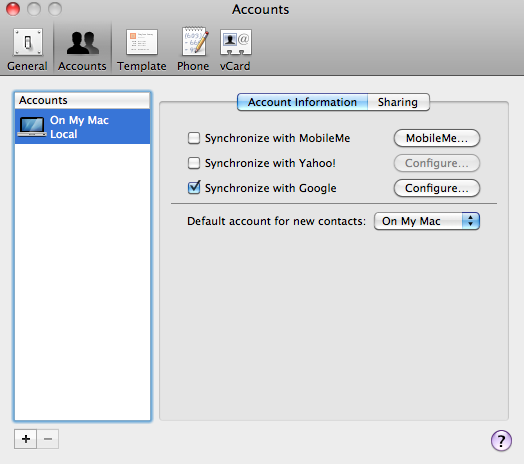 Accounts
General
Accounts
Template
Phone
vCard
Accounts
On My Mac
Local
Account Information
Sharing
Synchronize with MobileMe
MobileMe...
Synchronize with Yahoo!
Configure...
Synchronize with Google
Configure...
Default account for new contacts:
On My Mac
+
−
?